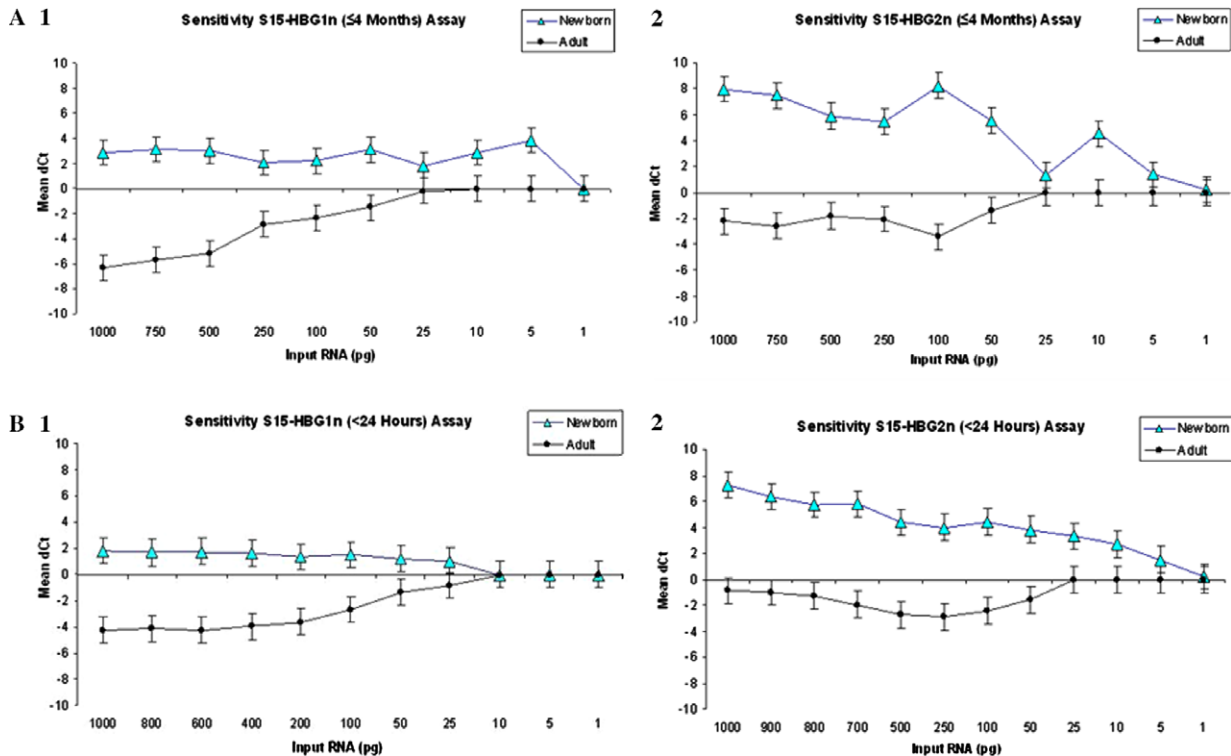 A 1
Sensitivity S15-HBG1n (≤4 Months) Assay
Newborn
Adult
10
8
6
4
2
0
-2
-4
-6
-8
-10
Mean dCt
1000 750 500 250 100 50 25 10 5 1
Input RNA (pg)
2
Sensitivity S15-HBG2n (≤4 Months) Assay
Newborn
Adult
10
8
6
4
2
0
-2
-4
-6
-8
-10
Mean dCt
1000 750 500 250 100 50 25 10 5 1
Input RNA (pg)
B 1
Sensitivity S15-HBG1n (<24 Hours) Assay
Newborn
Adult
10
8
6
4
2
0
-2
-4
-6
-8
-10
Mean dCt
1000 800 600 400 200 100 50 25 10 5 1
Input RNA (pg)
2
Sensitivity S15-HBG2n (<24 Hours) Assay
Newborn
Adult
10
8
6
4
2
0
-2
-4
-6
-8
-10
Mean dCt
1000 900 800 700 500 250 100 50 25 10 5 1
Input RNA (pg)